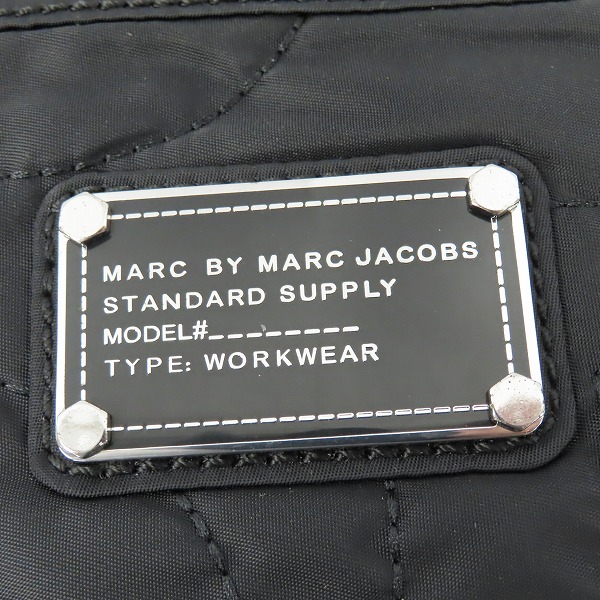 MARC BY MARC JACOBS
STANDARD SUPPLY
MODEL#_________
TYPE: WORKWEAR